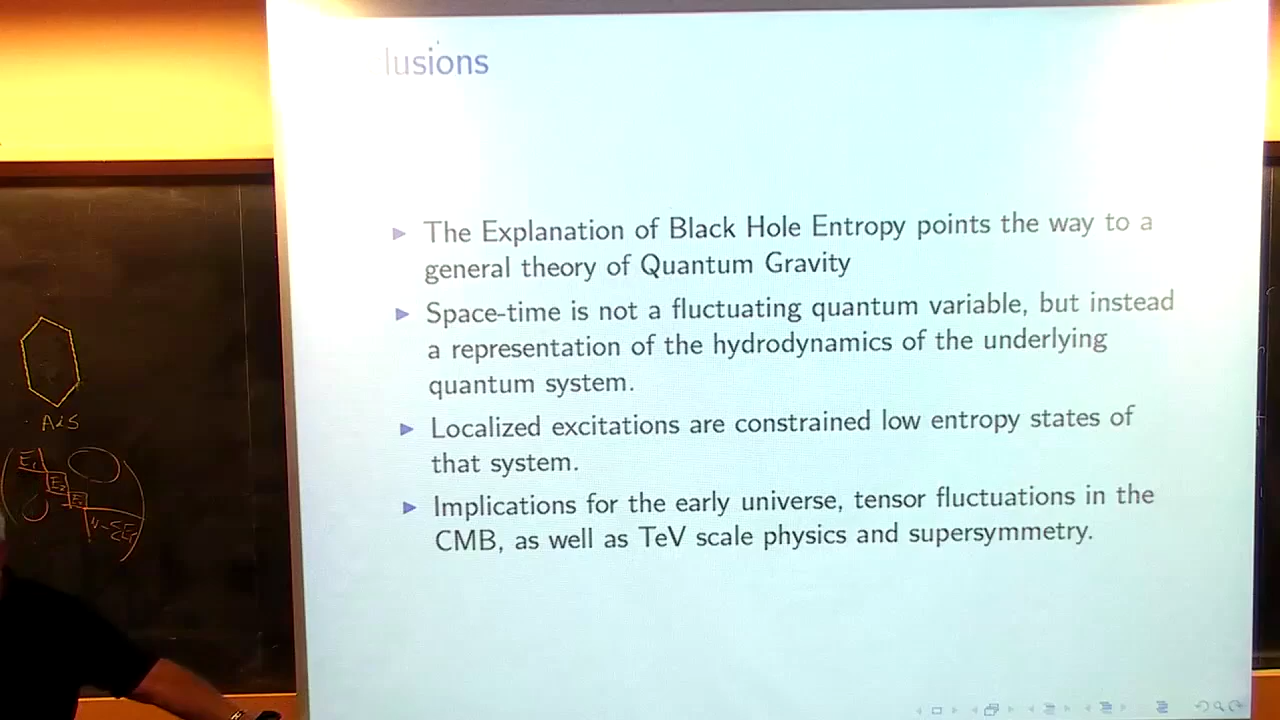 lusions
The Explanation of Black Hole Entropy points the way to a
general theory of Quantum Gravity
Space-time is not a fluctuating quantum variable, but instead
a representation of the hydrodynamics of the underlying
quantum system.
Localized excitations are constrained low entropy states of
that system.
Implications for the early universe, tensor fluctuations in the
CMB, as well as TeV scale physics and supersymmetry.
E₁
E₂